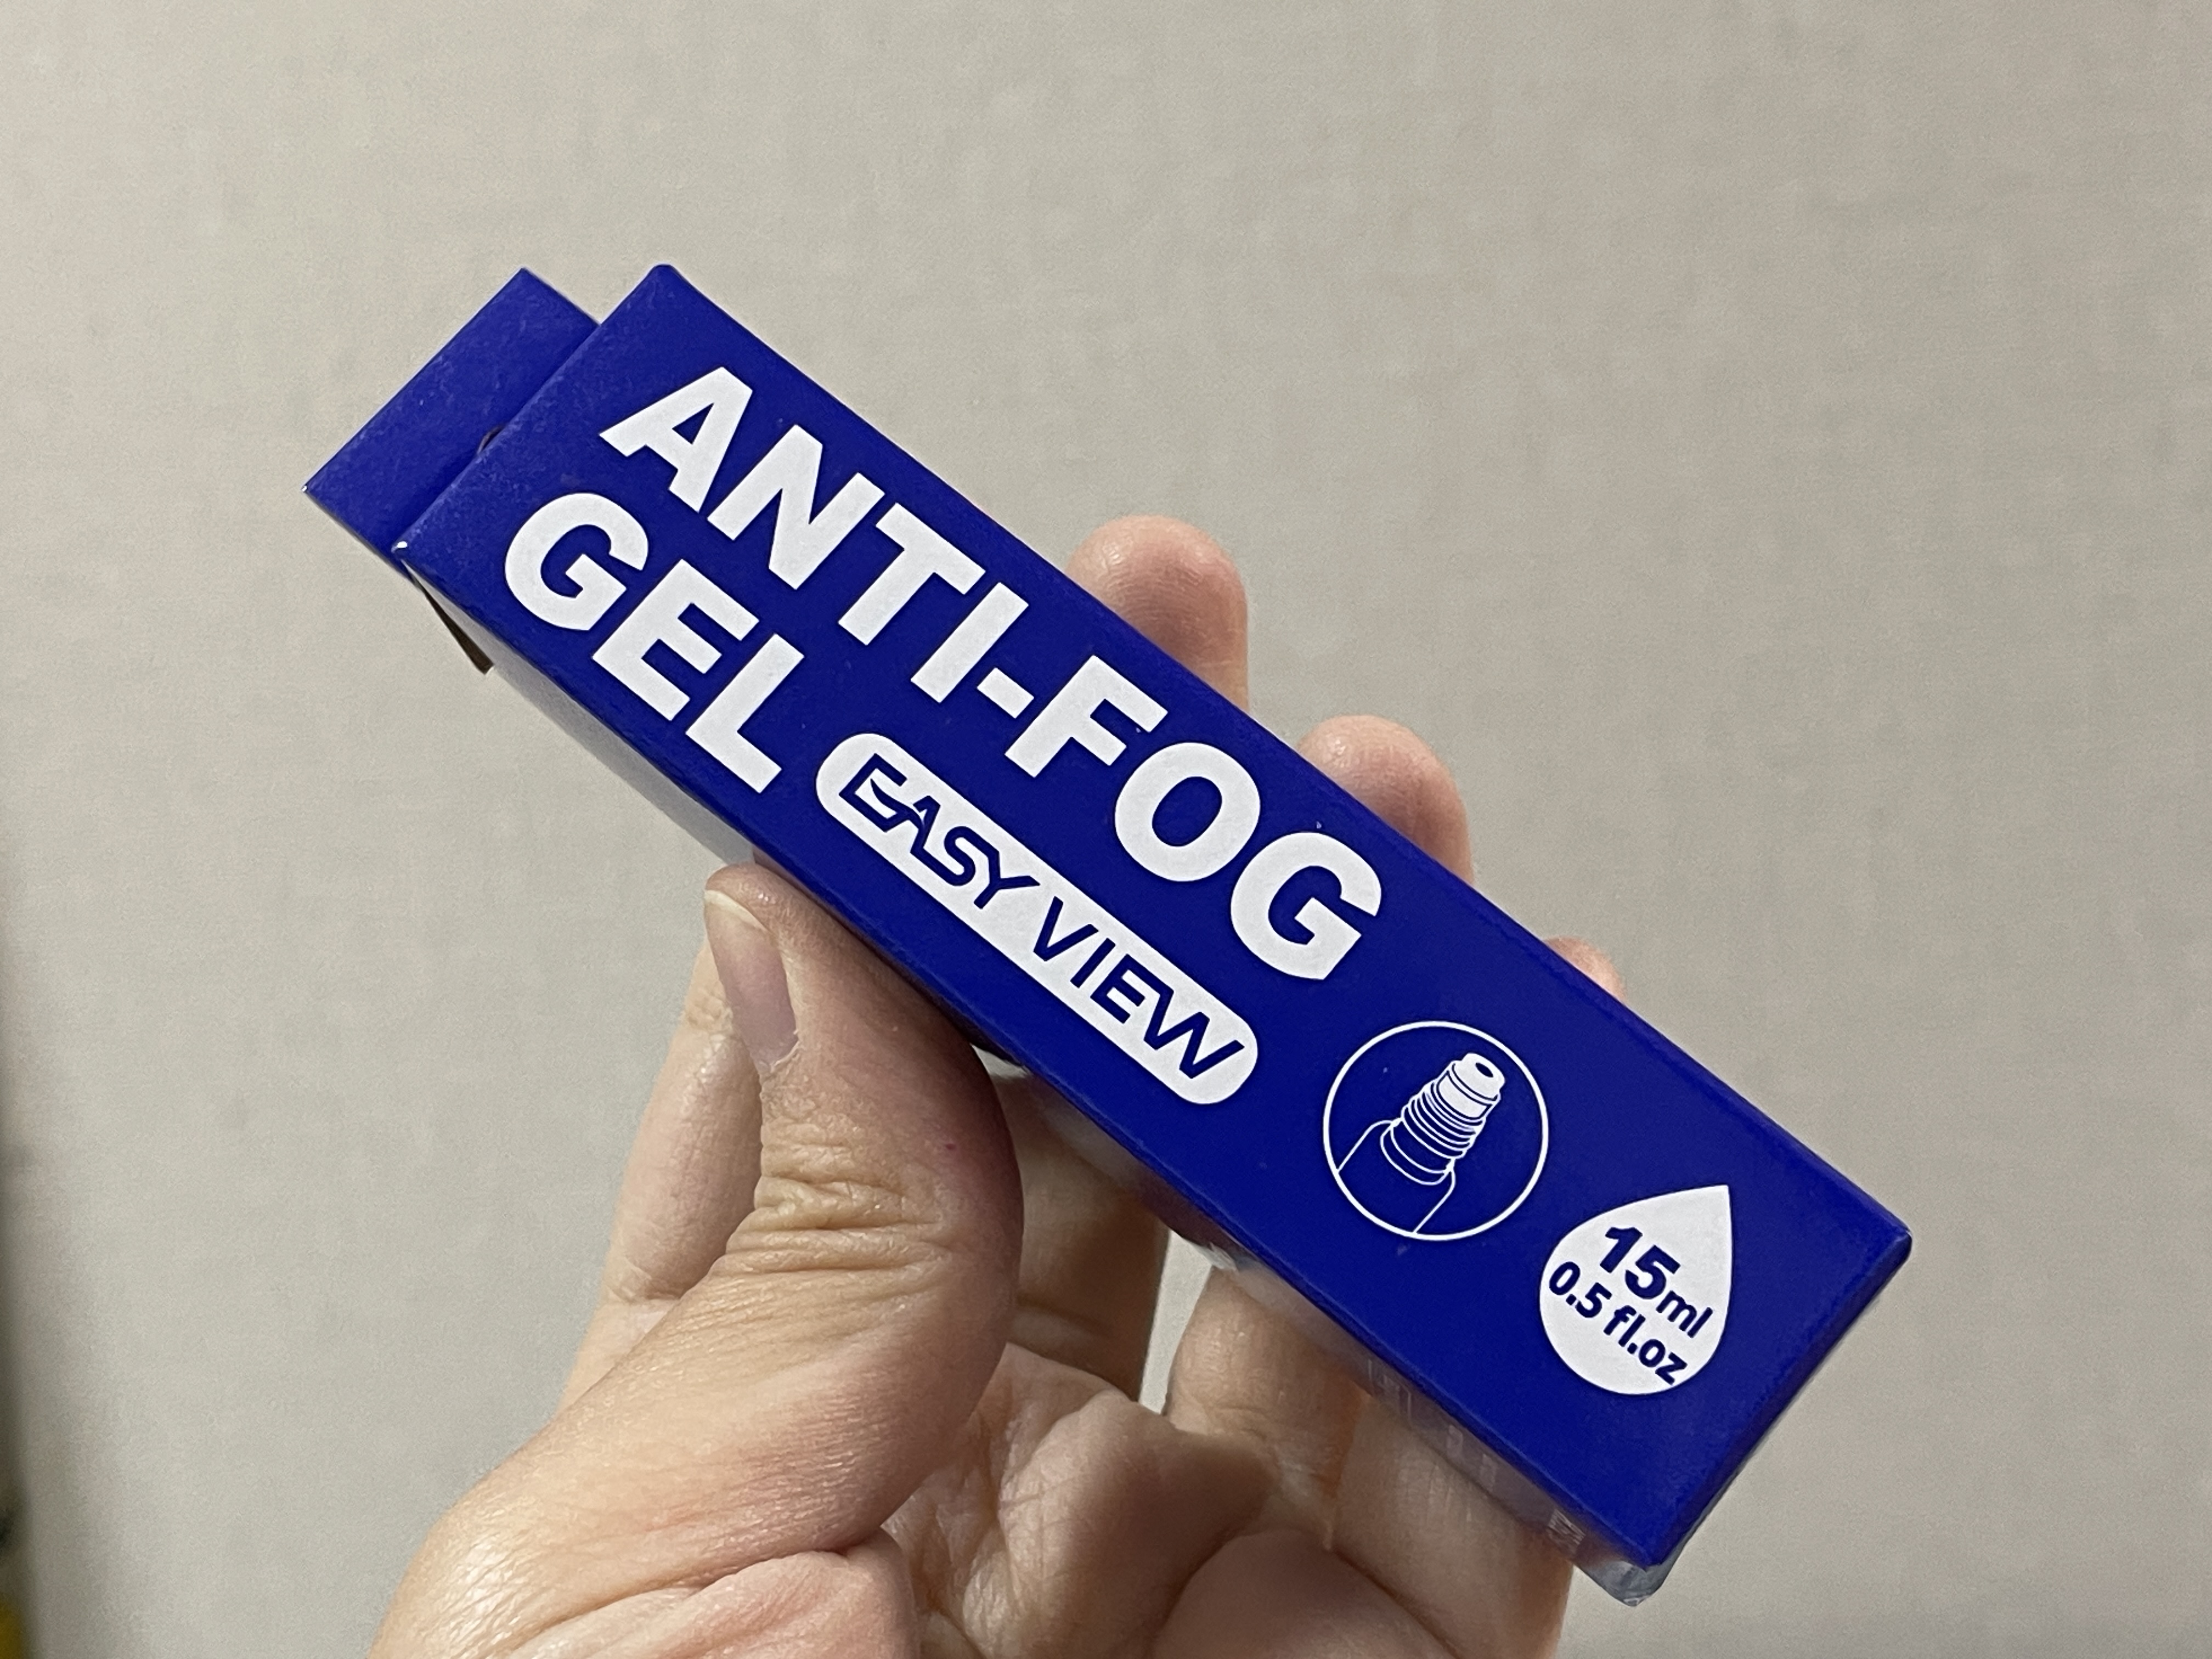 ANTI-FOG
GEL
EASY VIEW
15ml
0.5 fl.oz